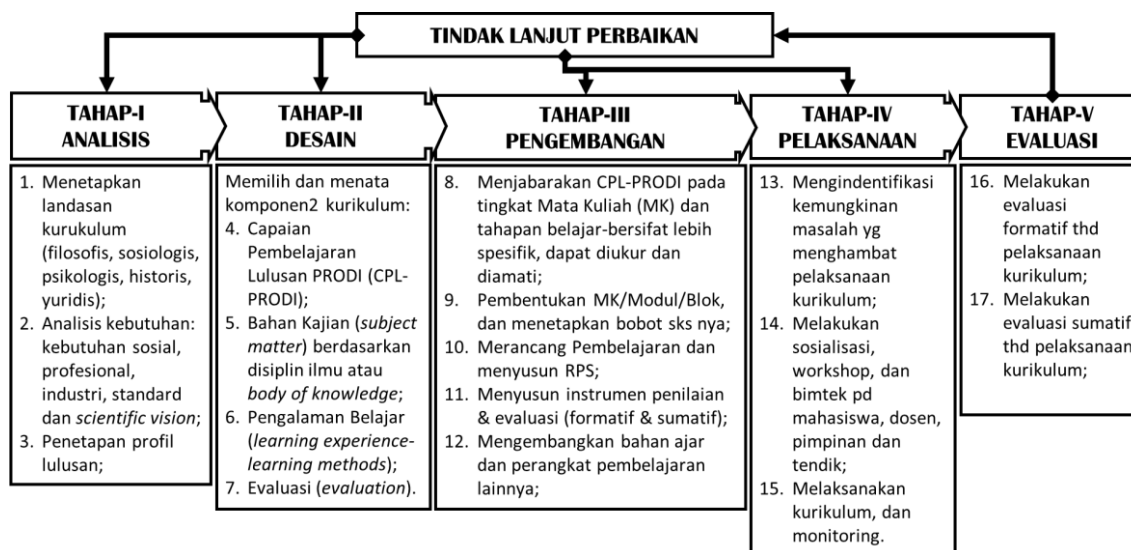 TINDAK LANJUT PERBAIKAN
TAHAP-I
ANALISIS
1. Menetapkan
landasan
kurukulum
(filosofis, sosiologis,
psikologis, historis,
yuridis);
2. Analisis kebutuhan:
kebutuhan sosial,
profesional,
industri, standard
dan scientific vision;
3. Penetapan profil
lulusan;
TAHAP-II
DESAIN
Memilih dan menata
komponen2 kurikulum:
4. Capaian
Pembelajaran
Lulusan PRODI (CPL-
PRODI);
5. Bahan Kajian (subject
matter) berdasarkan
disiplin ilmu atau
body of knowledge;
6. Pengalaman Belajar
(learning experience-
learning methods);
7. Evaluasi (evaluation).
TAHAP-III
PENGEMBANGAN
8. Menjabarakan CPL-PRODI pada
tingkat Mata Kuliah (MK) dan
tahapan belajar-bersifat lebih
spesifik, dapat diukur dan
diamati;
9. Pembentukan MK/Modul/Blok,
dan menetapkan bobot sks nya;
10. Merancang Pembelajaran dan
menyusun RPS;
11. Menyusun instrumen penilaian
& evaluasi (formatif & sumatif);
12. Mengembangkan bahan ajar
dan perangkat pembelajaran
lainnya;
TAHAP-IV
PELAKSANAAN
13. Mengindentifikasi
kemungkinan
masalah yg
menghambat
pelaksanaan
kurikulum;
14. Melakukan
sosialisasi,
workshop, dan
bimtek pd
mahasiswa, dosen,
pimpinan dan
tendik;
15. Melaksanakan
kurikulum, dan
monitoring.
TAHAP-V
EVALUASI
16. Melakukan
evaluasi
formatif thd
pelaksanaan
kurikulum;
17. Melakukan
evaluasi sumatif
thd pelaksanaan
kurikulum;